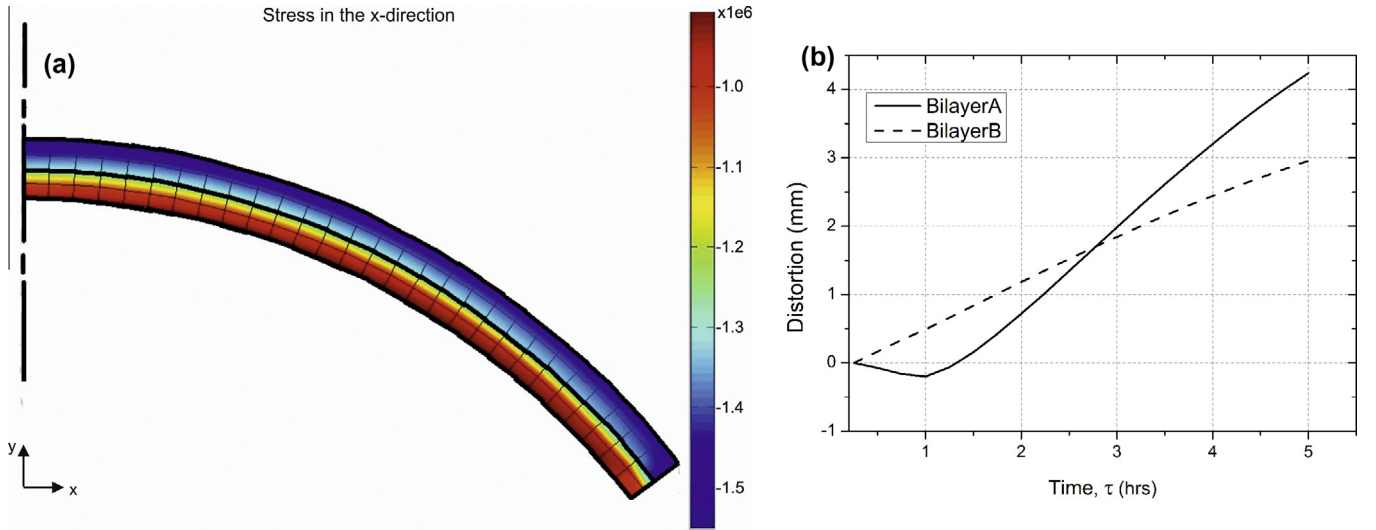 Stress in the x-direction
(a)
x1e6
-1.0
-1.1
-1.2
-1.3
-1.4
-1.5
y
x
(b)
BilayerA
BilayerB
4
3
2
1
0
-1
1 2 3 4 5
Distortion (mm)
Time, τ (hrs)